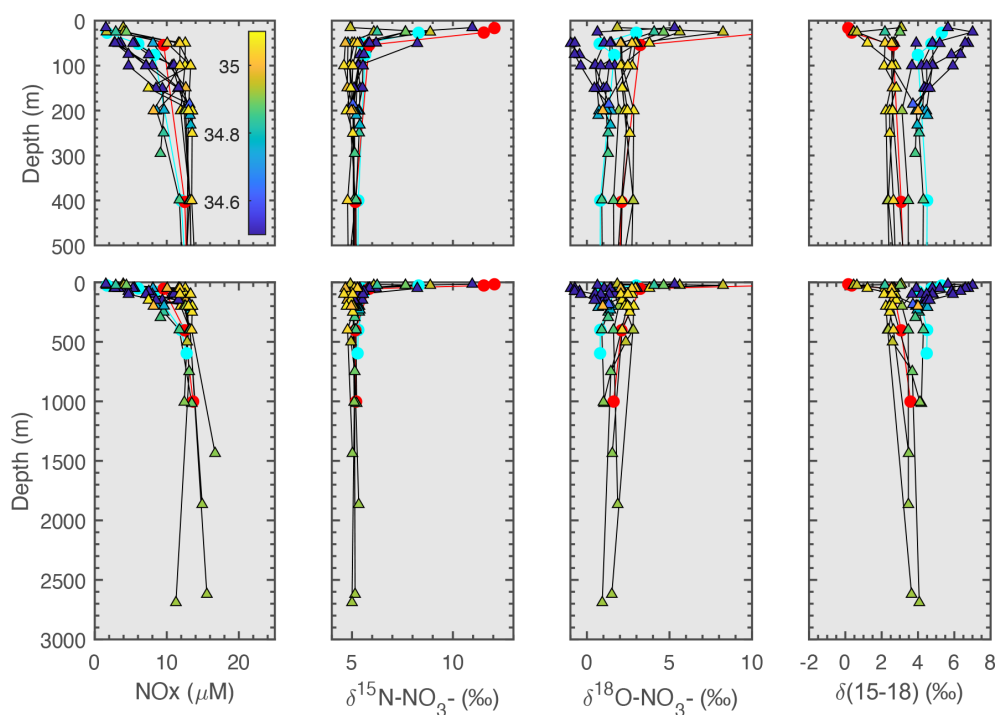 0
100
200
300
400
500
Depth (m)
35
34.8
34.6
0
500
1000
1500
2000
2500
3000
Depth (m)
0 10 20
NOx (μM)
5 10
δ15N-NO3- (‰)
0 5 10
δ18O-NO3- (‰)
-2 0 2 4 6 8
δ(15-18) (‰)